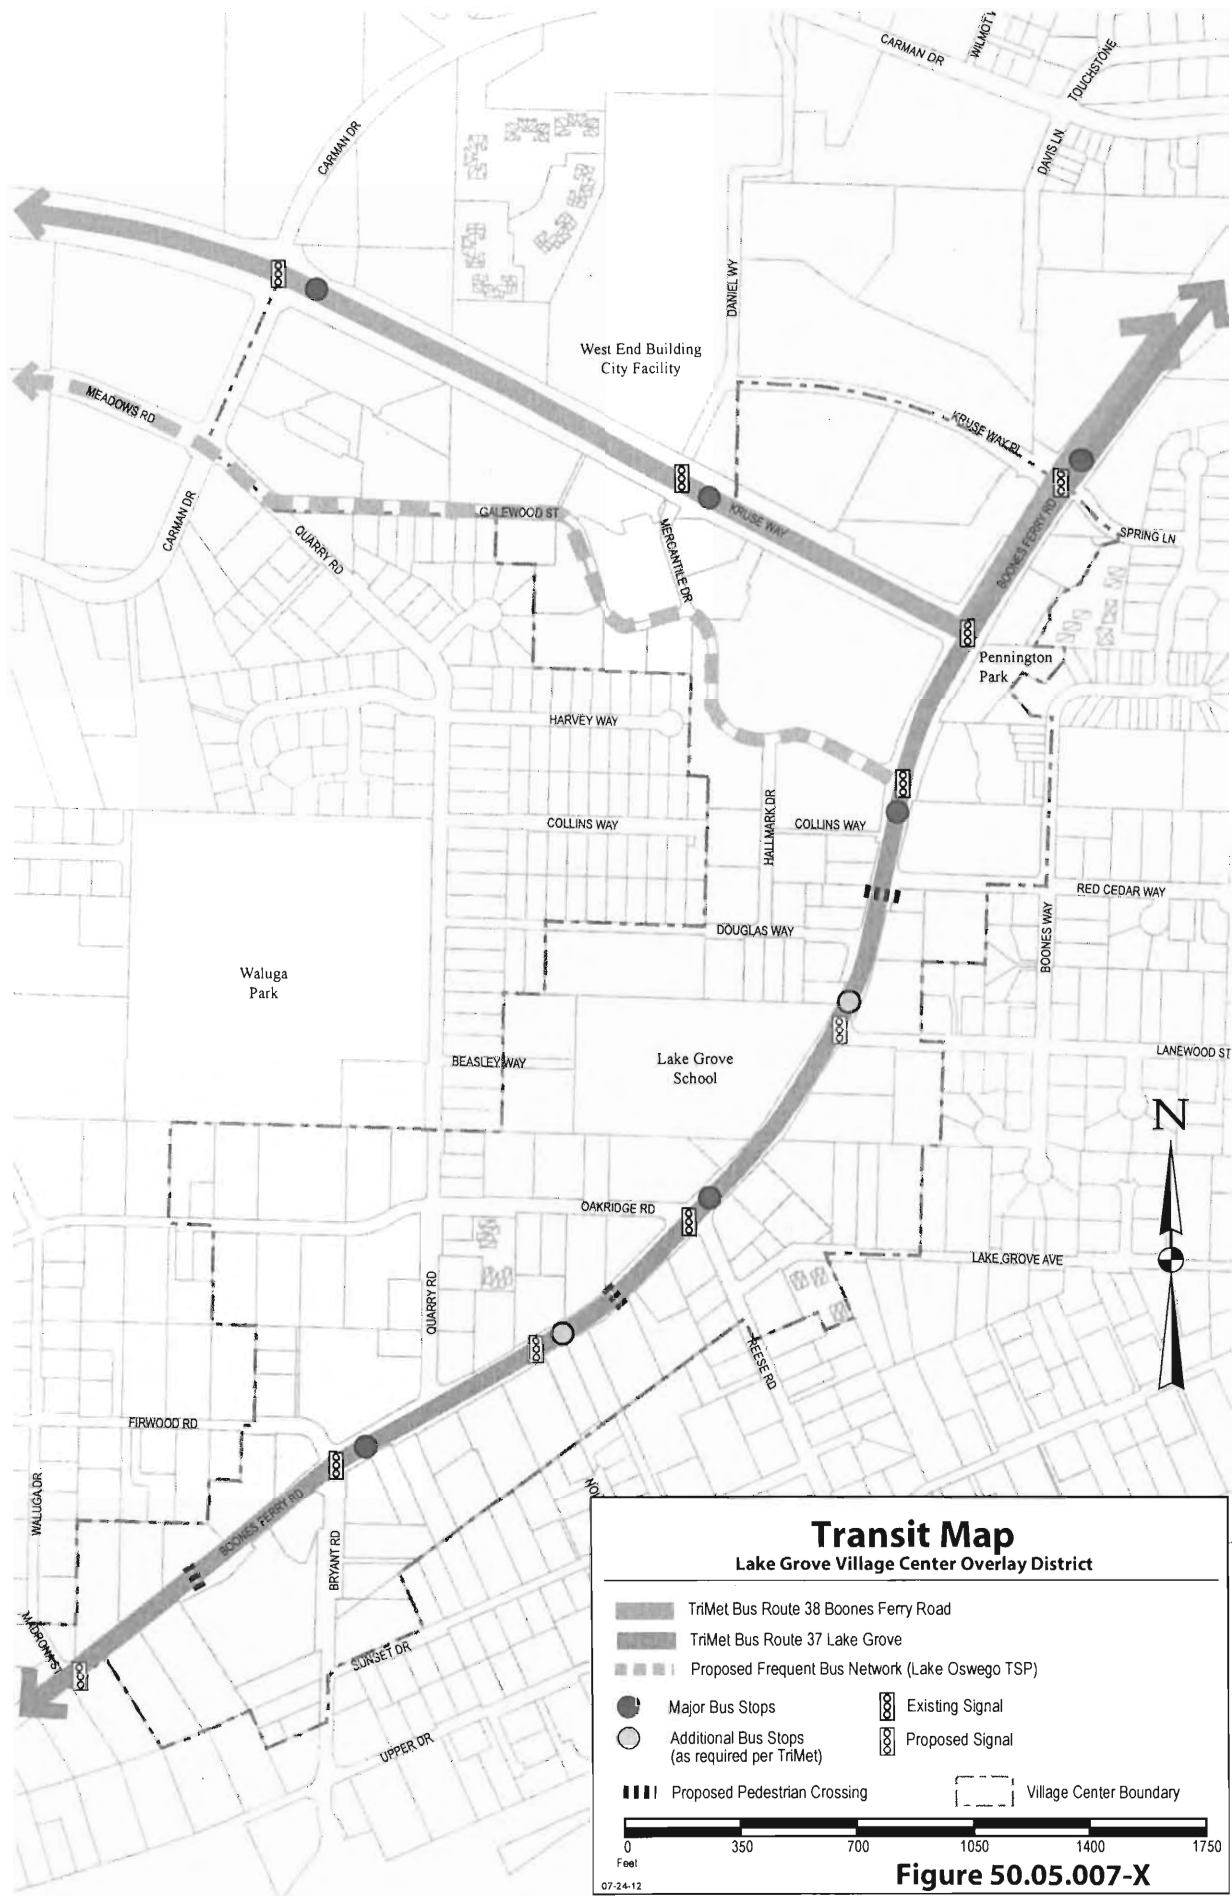 CARMAN DR
TOUCHSTONE
CARMAN DR
DAVIS LN
DANIEL WY
West End Building
City Facility
MEADOWS RD
KRUSE WAY PL
CARMAN DR
GALEWOOD ST
KRUSE WAY
QUARRY RD
MERCANTILE DR
BOONES FERRY RD
SPRING LN
Pennington
Park
HARVEY WAY
COLLINS WAY
HALLMARK DR
COLLINS WAY
RED CEDAR WAY
DOUGLAS WAY
BOONES WAY
Waluga
Park
BEASLEY WAY
Lake Grove
School
LANEWOOD ST
N
OAKRIDGE RD
LAKE GROVE AVE
QUARRY RD
REESE RD
FIRWOOD RD
WALUGA DR
BOONES FERRY RD
BRYANT RD
MADRONA ST
SUNSET DR
UPPER DR
Transit Map
Lake Grove Village Center Overlay District
TriMet Bus Route 38 Boones Ferry Road
TriMet Bus Route 37 Lake Grove
Proposed Frequent Bus Network (Lake Oswego TSP)
Major Bus Stops
Existing Signal
Additional Bus Stops
(as required per TriMet)
Proposed Signal
Proposed Pedestrian Crossing
Village Center Boundary
0 350 700 1050 1400 1750
Feet
07-24-12
Figure 50.05.007-X